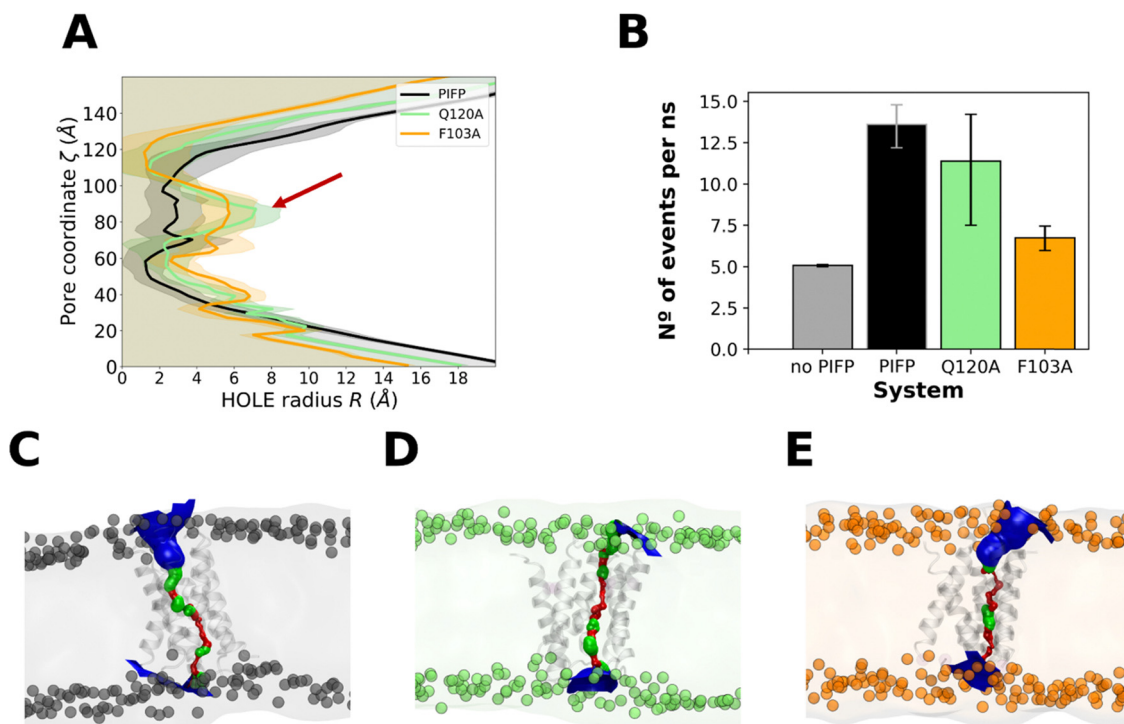 A
Pore coordinate ζ (Å)
140
120
100
80
60
40
20
0
0 2 4 6 8 10 12 14 16 18
HOLE radius R (Å)
PIFP
Q120A
F103A
B
Nº of events per ns
15.0
12.5
10.0
7.5
5.0
2.5
0.0
no PIFP PIFP Q120A F103A
System
C
D
E